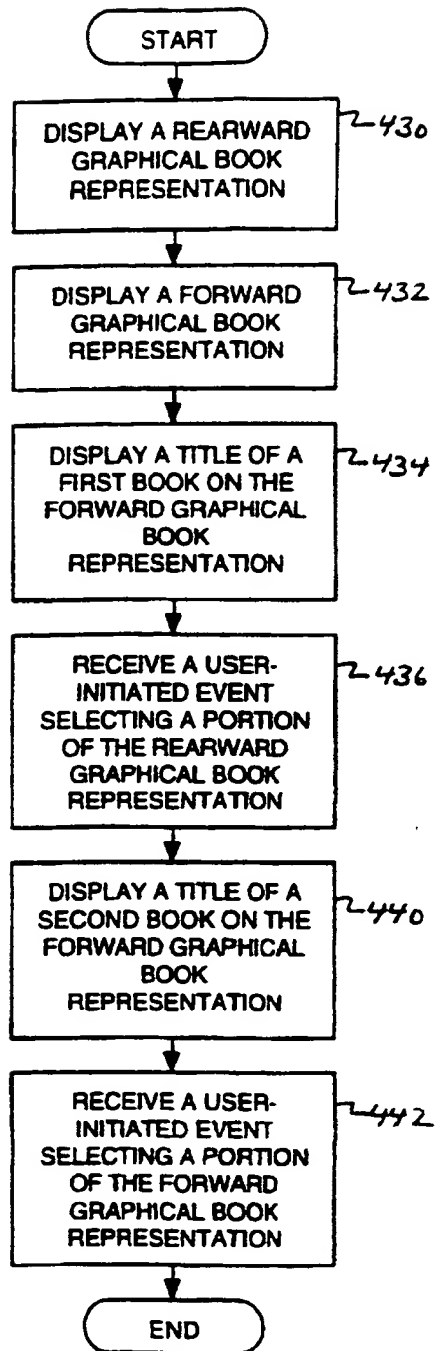 START
DISPLAY A REARWARD
GRAPHICAL BOOK
REPRESENTATION
430
DISPLAY A FORWARD
GRAPHICAL BOOK
REPRESENTATION
432
DISPLAY A TITLE OF A
FIRST BOOK ON THE
FORWARD GRAPHICAL
BOOK
REPRESENTATION
434
RECEIVE A USER-
INITIATED EVENT
SELECTING A PORTION
OF THE REARWARD
GRAPHICAL BOOK
REPRESENTATION
436
DISPLAY A TITLE OF A
SECOND BOOK ON THE
FORWARD GRAPHICAL
BOOK
REPRESENTATION
440
RECEIVE A USER-
INITIATED EVENT
SELECTING A PORTION
OF THE FORWARD
GRAPHICAL BOOK
REPRESENTATION
442
END